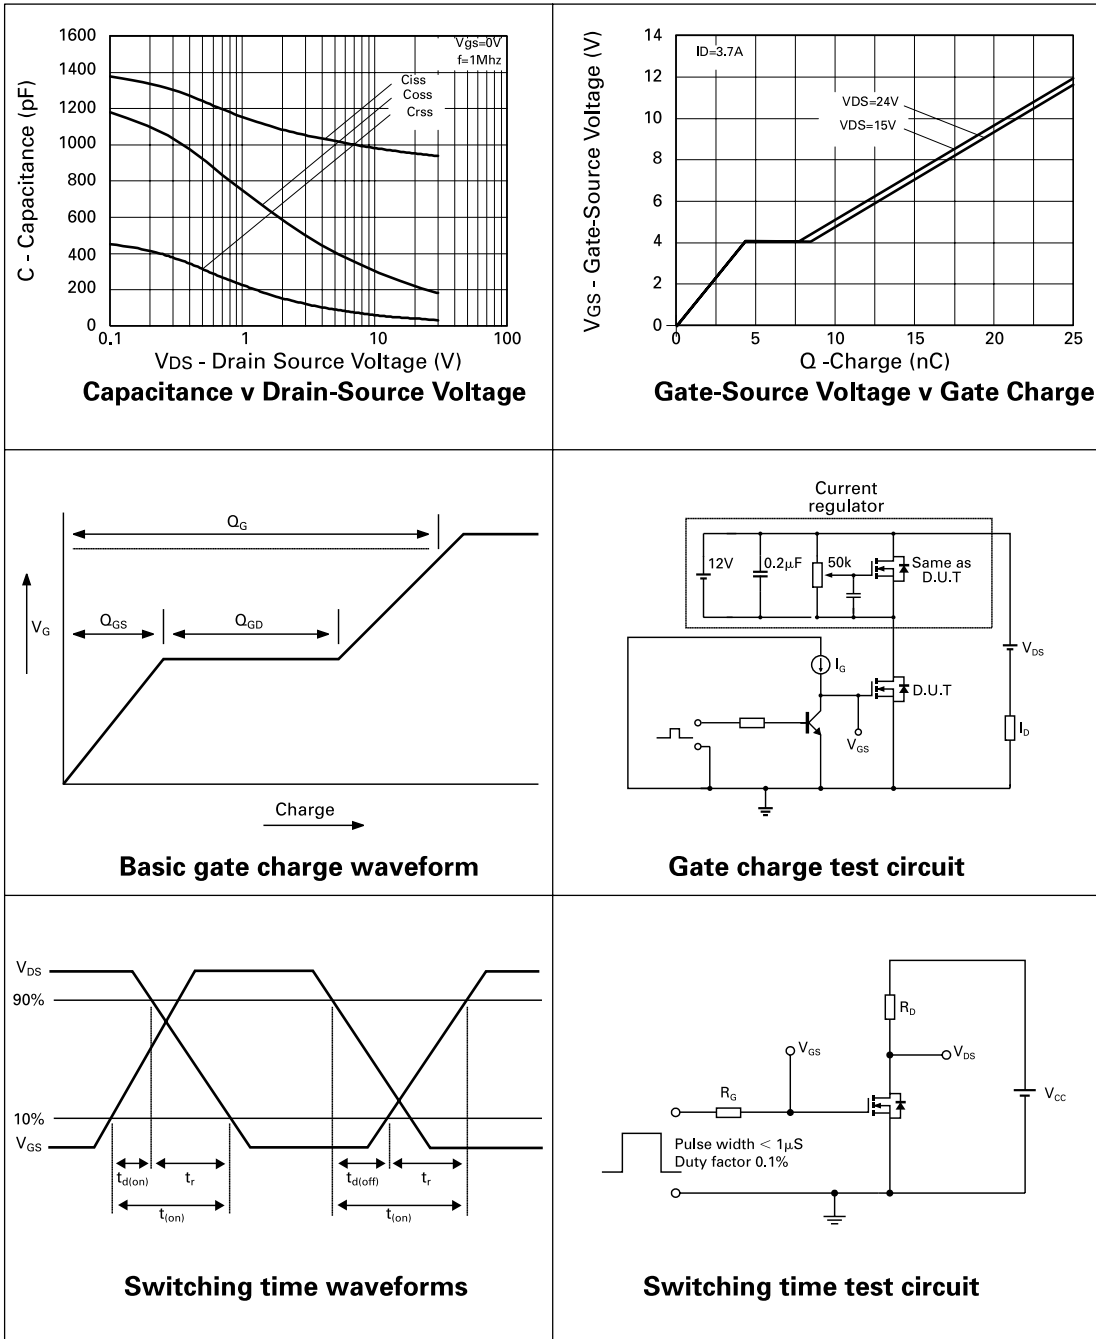 1600
1400
1200
1000
800
600
400
200
0
C - Capacitance (pF)
Vgs=0V
f=1Mhz
Ciss
Coss
Crss
0.1
1
10
100
VDS - Drain Source Voltage (V)
Capacitance v Drain-Source Voltage
14
12
10
8
6
4
2
0
VGS - Gate-Source Voltage (V)
ID=3.7A
VDS=24V
VDS=15V
0
5
10
15
20
25
Q -Charge (nC)
Gate-Source Voltage v Gate Charge
QG
QGS
QGD
VG
Charge
Basic gate charge waveform
Current
regulator
12V
0.2µF
50k
Same as
D.U.T
IG
D.U.T
VGS
VDS
ID
Gate charge test circuit
VDS
90%
10%
VGS
td(on)
tr
td(off)
tr
t(on)
t(on)
Switching time waveforms
RD
VGS
VDS
RG
VCC
Pulse width < 1µS
Duty factor 0.1%
Switching time test circuit